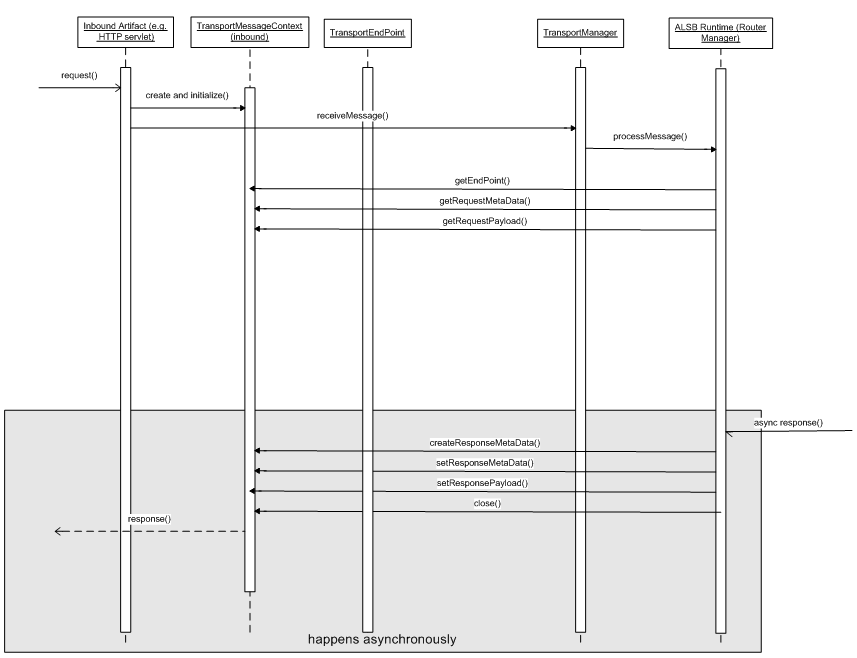 Inbound Artifact (e.g.
HTTP servlet)
TransportMessageContext
(inbound)
TransportEndPoint
TransportManager
ALSB Runtime (Router
Manager)
request()
create and initialize()
receiveMessage()
processMessage()
getEndPoint()
getRequestMetaData()
getRequestPayload()
async response()
createResponseMetaData()
setResponseMetaData()
setResponsePayload()
close()
response()
happens asynchronously